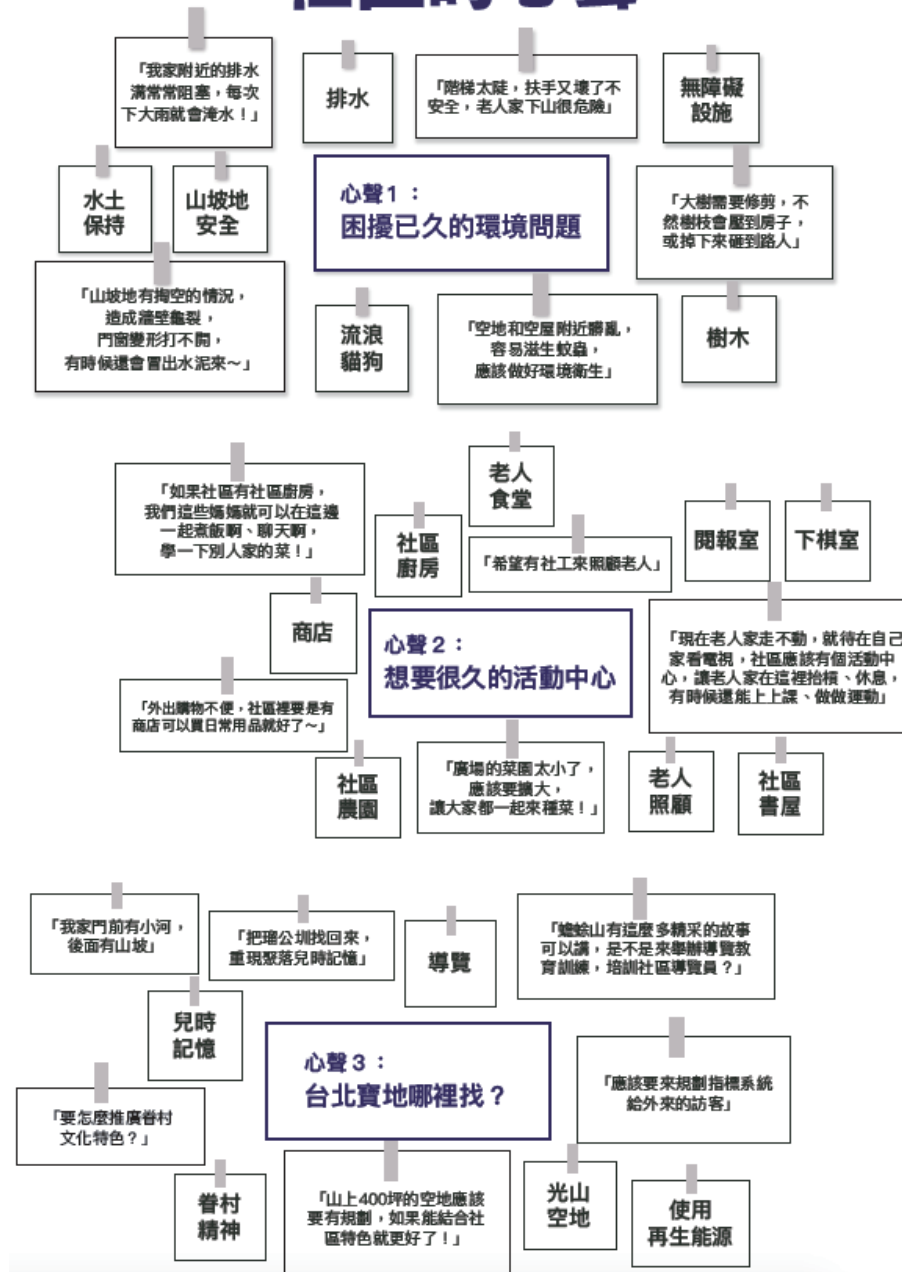 「我家附近的排水
溝常常阻塞，每次
下大雨就會淹水！」
排水
「階梯太陡，扶手又壞了不
安全，老人家下山很危險」
無障礙
設施
水土
保持
山坡地
安全
心聲1：
困擾已久的環境問題
「大樹需要修剪，不
然樹枝會壓到房子，
或掉下來砸到路人」
「山坡地有掏空的情況，
造成牆壁龜裂，
門窗變形打不開，
有時候還會冒出水泥來～」
流浪
貓狗
「空地和空屋附近髒亂，
容易滋生蚊蟲，
應該做好環境衛生」
樹木
「如果社區有社區廚房，
我們這些媽媽就可以在這邊
一起煮飯啊、聊天啊，
學一下別人家的菜！」
社區
廚房
老人
食堂
「希望有社工來照顧老人」
閱報室
下棋室
商店
心聲2：
想要很久的活動中心
「現在老人家走不動，就待在自己
家看電視，社區應該有個活動中
心，讓老人家在這裡抬槓、休息，
有時候還能上上課、做做運動」
「外出購物不便，社區裡要是有
商店可以買日常用品就好了～」
社區
農園
「廣場的菜園太小了，
應該要擴大，
讓大家都一起來種菜！」
老人
照顧
社區
書屋
「我家門前有小河，
後面有山坡」
「把瑠公圳找回來，
重現聚落兒時記憶」
導覽
「蟾蜍山有這麼多精采的故事
可以講，是不是來舉辦導覽教
育訓練，培訓社區導覽員？」
兒時
記憶
心聲3：
台北寶地哪裡找？
「應該要來規劃指標系統
給外來的訪客」
「要怎麼推廣眷村
文化特色？」
眷村
精神
「山上400坪的空地應該
要有規劃，如果能結合社
區特色就更好了！」
光山
空地
使用
再生能源